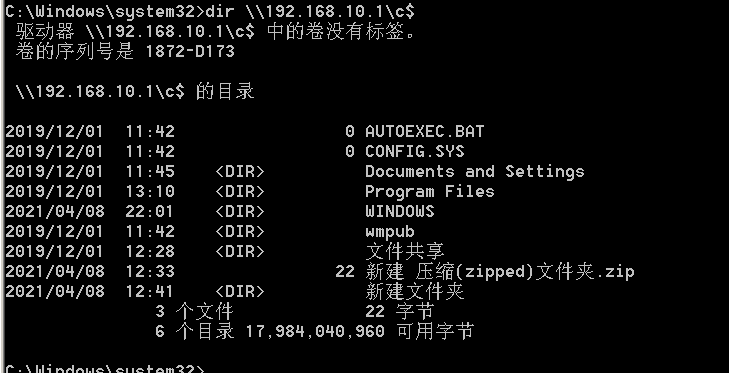 C:\Windows\system32>dir \\192.168.10.1\c$
驱动器 \\192.168.10.1\c$ 中的卷没有标签。
卷的序列号是 1872-D173
\\192.168.10.1\c$ 的目录
2019/12/01  11:42                 0 AUTOEXEC.BAT
2019/12/01  11:42                 0 CONFIG.SYS
2019/12/01  11:45    <DIR>          Documents and Settings
2019/12/01  13:10    <DIR>          Program Files
2021/04/08  22:01    <DIR>          WINDOWS
2019/12/01  11:42    <DIR>          wmpub
2019/12/01  12:28    <DIR>          文件共享
2021/04/08  12:33                22 新建 压缩(zipped)文件夹.zip
2021/04/08  12:41    <DIR>          新建文件夹
3 个文件             22 字节
6 个目录 17,984,040,960 可用字节
C:\Windows\system32>